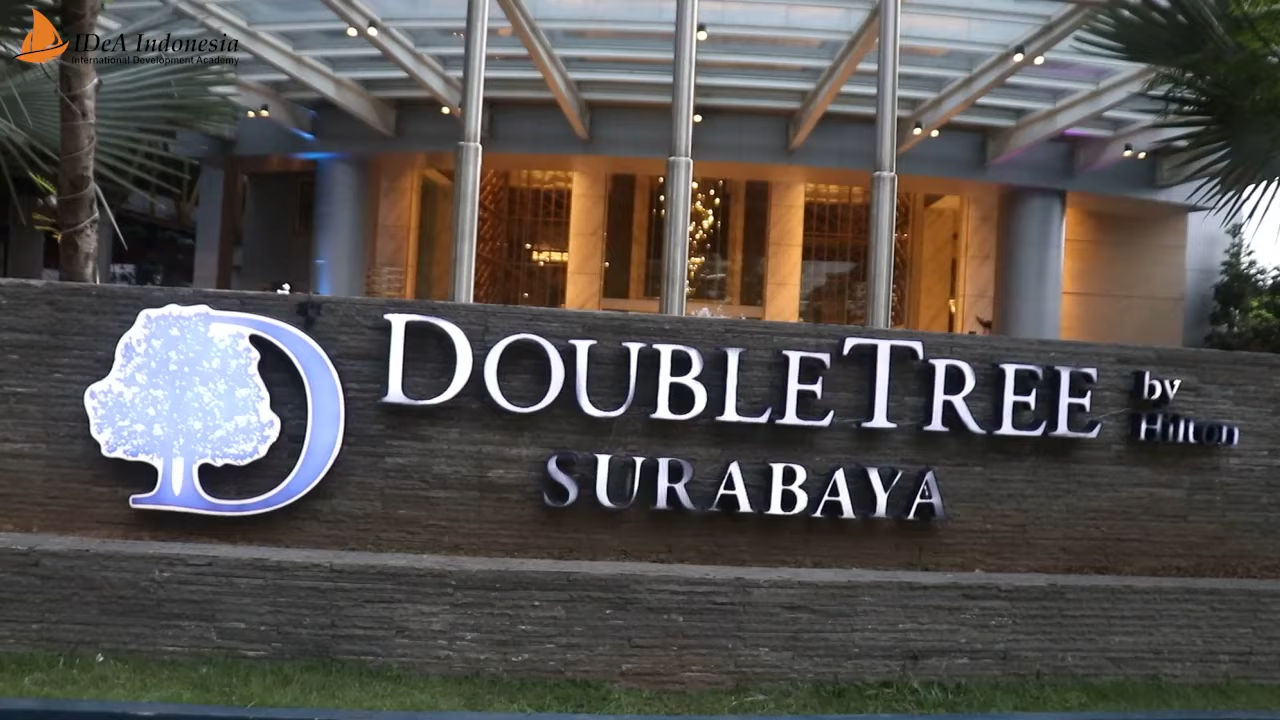 IDeA Indonesia
International Development Academy
DOUBLETREE by
Hilton
SURABAYA